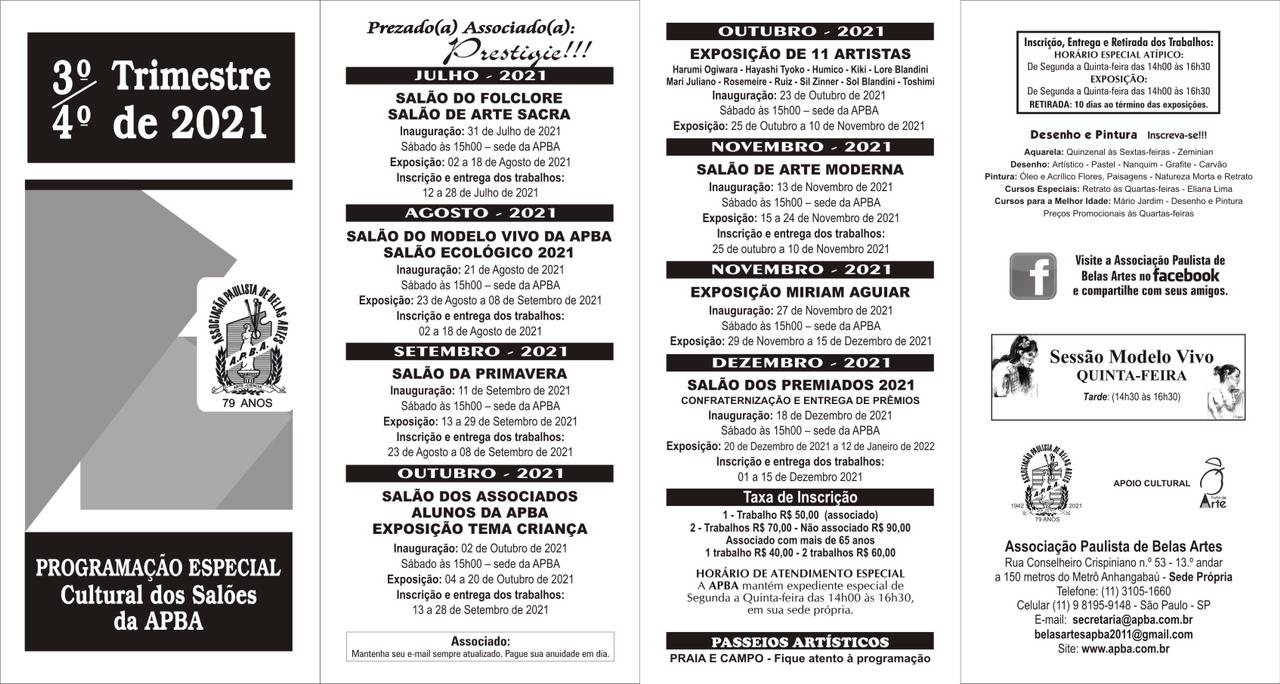 3º Trimestre
4º de 2021
ASSOCIAÇÃO PAULISTA DE BELAS ARTES
A.P.B.A.
79 ANOS
PROGRAMAÇÃO ESPECIAL
Cultural dos Salões
da APBA
Prezado(a) Associado(a):
Prestigie!!!
JULHO - 2021
SALÃO DO FOLCLORE
SALÃO DE ARTE SACRA
Inauguração: 31 de Julho de 2021
Sábado às 15h00 – sede da APBA
Exposição: 02 a 18 de Agosto de 2021
Inscrição e entrega dos trabalhos:
12 a 28 de Julho de 2021
AGOSTO - 2021
SALÃO DO MODELO VIVO DA APBA
SALÃO ECOLÓGICO 2021
Inauguração: 21 de Agosto de 2021
Sábado às 15h00 – sede da APBA
Exposição: 23 de Agosto a 08 de Setembro de 2021
Inscrição e entrega dos trabalhos:
02 a 18 de Agosto de 2021
SETEMBRO - 2021
SALÃO DA PRIMAVERA
Inauguração: 11 de Setembro de 2021
Sábado às 15h00 – sede da APBA
Exposição: 13 a 29 de Setembro de 2021
Inscrição e entrega dos trabalhos:
23 de Agosto a 08 de Setembro de 2021
OUTUBRO - 2021
SALÃO DOS ASSOCIADOS
ALUNOS DA APBA
EXPOSIÇÃO TEMA CRIANÇA
Inauguração: 02 de Outubro de 2021
Sábado às 15h00 – sede da APBA
Exposição: 04 a 20 de Outubro de 2021
Inscrição e entrega dos trabalhos:
13 a 28 de Setembro de 2021
Associado:
Mantenha seu e-mail sempre atualizado. Pague sua anuidade em dia.
OUTUBRO - 2021
EXPOSIÇÃO DE 11 ARTISTAS
Harumi Ogiwara - Hayashi Tyoko - Humico - Kiki - Lore Blandini
Mari Juliano - Rosemeire - Ruiz - Sil Zinner - Sol Blandini - Toshimi
Inauguração: 23 de Outubro de 2021
Sábado às 15h00 – sede da APBA
Exposição: 25 de Outubro a 10 de Novembro de 2021
NOVEMBRO - 2021
SALÃO DE ARTE MODERNA
Inauguração: 13 de Novembro de 2021
Sábado às 15h00 – sede da APBA
Exposição: 15 a 24 de Novembro de 2021
Inscrição e entrega dos trabalhos:
25 de outubro a 10 de Novembro 2021
NOVEMBRO - 2021
EXPOSIÇÃO MIRIAM AGUIAR
Inauguração: 27 de Novembro de 2021
Sábado às 15h00 – sede da APBA
Exposição: 29 de Novembro a 15 de Dezembro de 2021
DEZEMBRO - 2021
SALÃO DOS PREMIADOS 2021
CONFRATERNIZAÇÃO E ENTREGA DE PRÊMIOS
Inauguração: 18 de Dezembro de 2021
Sábado às 15h00 – sede da APBA
Exposição: 20 de Dezembro de 2021 a 12 de Janeiro de 2022
Inscrição e entrega dos trabalhos:
01 a 15 de Dezembro 2021
Taxa de Inscrição
1 - Trabalho R$ 50,00 (associado)
2 - Trabalhos R$ 70,00 - Não associado R$ 90,00
Associado com mais de 65 anos
1 trabalho R$ 40,00 - 2 trabalhos R$ 60,00
HORÁRIO DE ATENDIMENTO ESPECIAL
A APBA mantém expediente especial de
Segunda a Quinta-feira das 14h00 às 16h30,
em sua sede própria.
PASSEIOS ARTÍSTICOS
PRAIA E CAMPO - Fique atento à programação
Inscrição, Entrega e Retirada dos Trabalhos:
HORÁRIO ESPECIAL ATÍPICO:
De Segunda a Quinta-feira das 14h00 às 16h30
EXPOSIÇÃO:
De Segunda a Quinta-feira das 14h00 às 16h30
RETIRADA: 10 dias ao término das exposições.
Desenho e Pintura Inscreva-se!!!
Aquarela: Quinzenal às Sextas-feiras - Zeminian
Desenho: Artístico - Pastel - Nanquim - Grafite - Carvão
Pintura: Óleo e Acrílico Flores, Paisagens - Natureza Morta e Retrato
Cursos Especiais: Retrato às Quartas-feiras - Eliana Lima
Cursos para a Melhor Idade: Mário Jardim - Desenho e Pintura
Preços Promocionais às Quartas-feiras
f
Visite a Associação Paulista de
Belas Artes no facebook
e compartilhe com seus amigos.
Sessão Modelo Vivo
QUINTA-FEIRA
Tarde: (14h30 às 16h30)
ASSOCIAÇÃO PAULISTA DE BELAS ARTES
A.P.B.A.
1942 2021
79 ANOS
APOIO CULTURAL
Arte
Associação Paulista de Belas Artes
Rua Conselheiro Crispiniano n.º 53 - 13.º andar
a 150 metros do Metrô Anhangabaú - Sede Própria
Telefone: (11) 3105-1660
Celular (11) 9 8195-9148 - São Paulo - SP
E-mail: secretaria@apba.com.br
belasartesapba2011@gmail.com
Site: www.apba.com.br